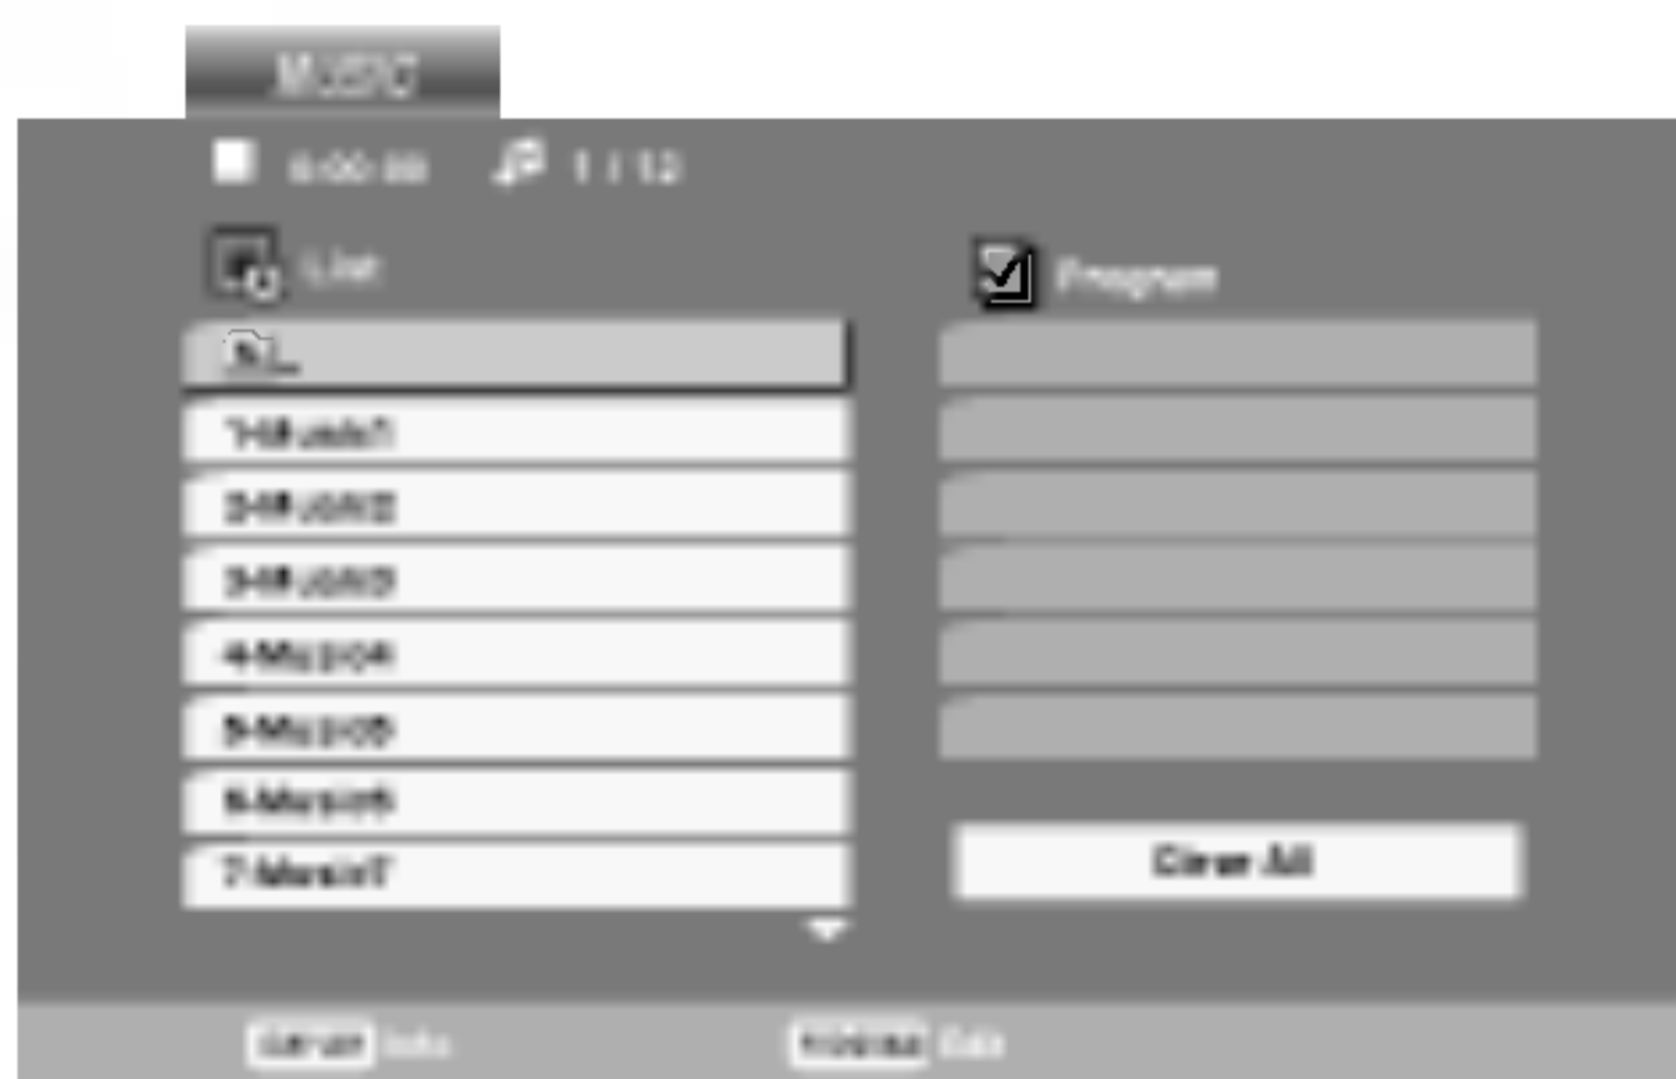 MUSIC
0:00:00 1 / 12
List
1-Music1
2-Music2
3-Music3
4-Music4
5-Music5
6-Music6
7-Music7
Program
Clear All
Info
Edit